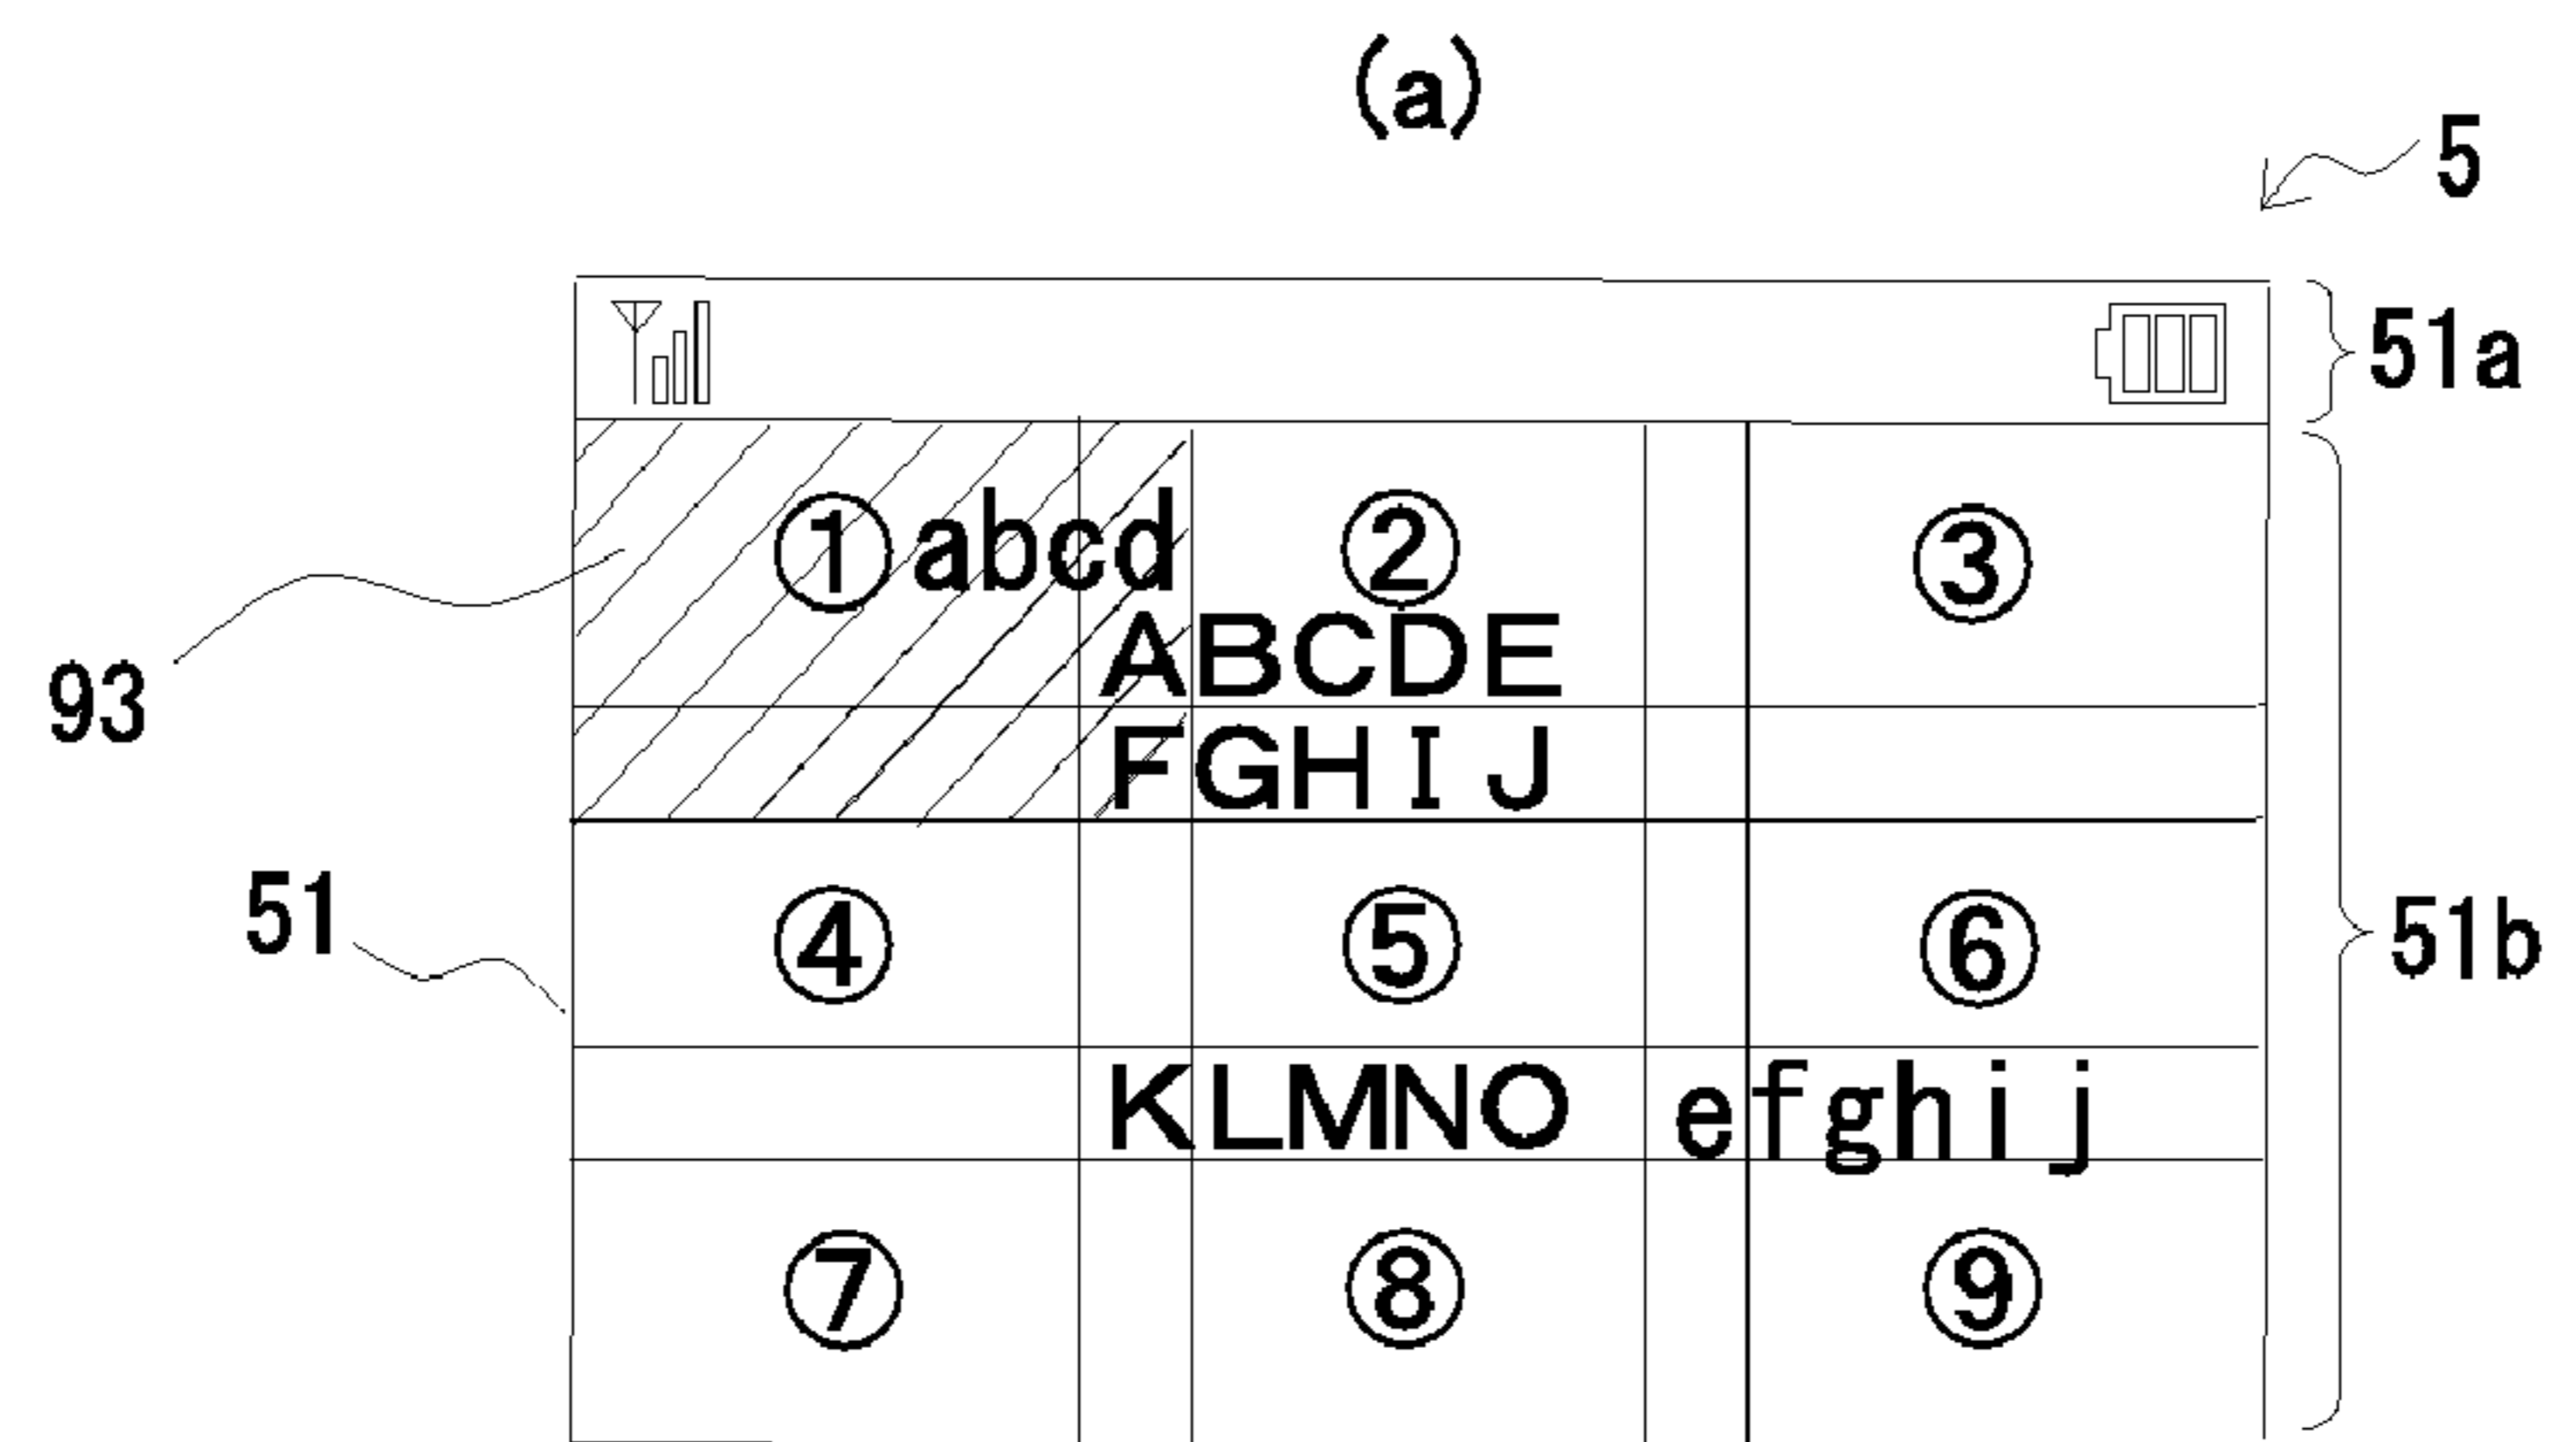 (a)
5
51a
①abcd ② ③
ABCDE
93
FGHIJ
51 ④ ⑤ ⑥
51b
KLMNO efghij
⑦ ⑧ ⑨